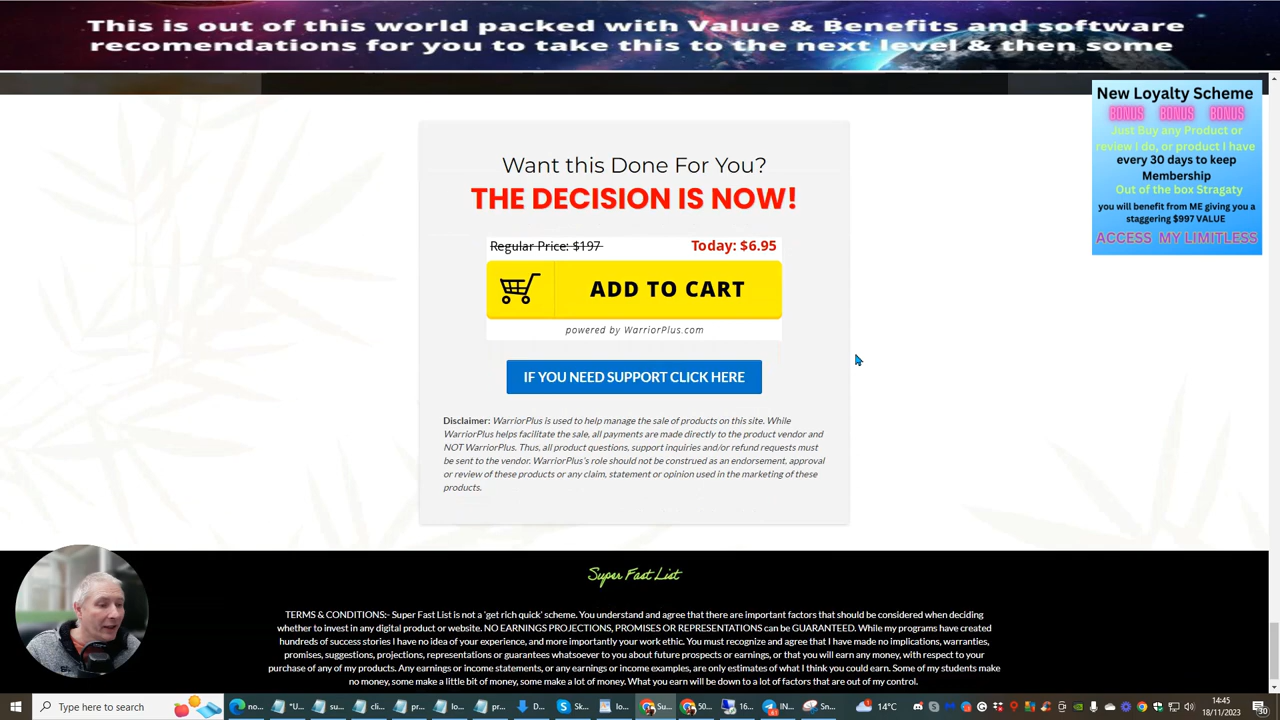 This is out of this world packed with Value & Benefits and software
recomendations for you to take this to the next level & then some
New Loyalty Scheme
BONUS BONUS BONUS
Just Buy any Product or
review I do, or product I have
every 30 days to keep
Membership
Out of the box Stragaty
you will benefit from ME giving you a
staggering $997 VALUE
ACCESS MY LIMITLESS
Want this Done For You?
THE DECISION IS NOW!
Regular Price: $197 Today: $6.95
ADD TO CART
powered by WarriorPlus.com
IF YOU NEED SUPPORT CLICK HERE
Disclaimer: WarriorPlus is used to help manage the sale of products on this site. While
WarriorPlus helps facilitate the sale, all payments are made directly to the product vendor and
NOT WarriorPlus. Thus, all product questions, support inquiries and/or refund requests must
be sent to the vendor. WarriorPlus's role should not be construed as an endorsement, approval
or review of these products or any claim, statement or opinion used in the marketing of these
products.
Super Fast List
TERMS & CONDITIONS:- Super Fast List is not a 'get rich quick' scheme. You understand and agree that there are important factors that should be considered when deciding
whether to invest in any digital product or website. NO EARNINGS PROJECTIONS, PROMISES OR REPRESENTATIONS can be GUARANTEED. While my programs have created
hundreds of success stories I have no idea of your experience, and more importantly your work ethic. You must recognize and agree that I have made no implications, warranties,
promises, suggestions, projections, representations or guarantees whatsoever to you about future prospects or earnings, or that you will earn any money, with respect to your
purchase of any of my products. Any earnings or income statements, or any earnings or income examples, are only estimates of what I think you could earn. Some of my students make
no money, some make a little bit of money, some make a lot of money. What you earn will be down to a lot of factors that are out of my control.
Type here to search no... *U... su... cli... pr... lo... pr... D... Sk... lo... Su... 50... 16... IN... Sn... 14°C 14:45
18/11/2023 30